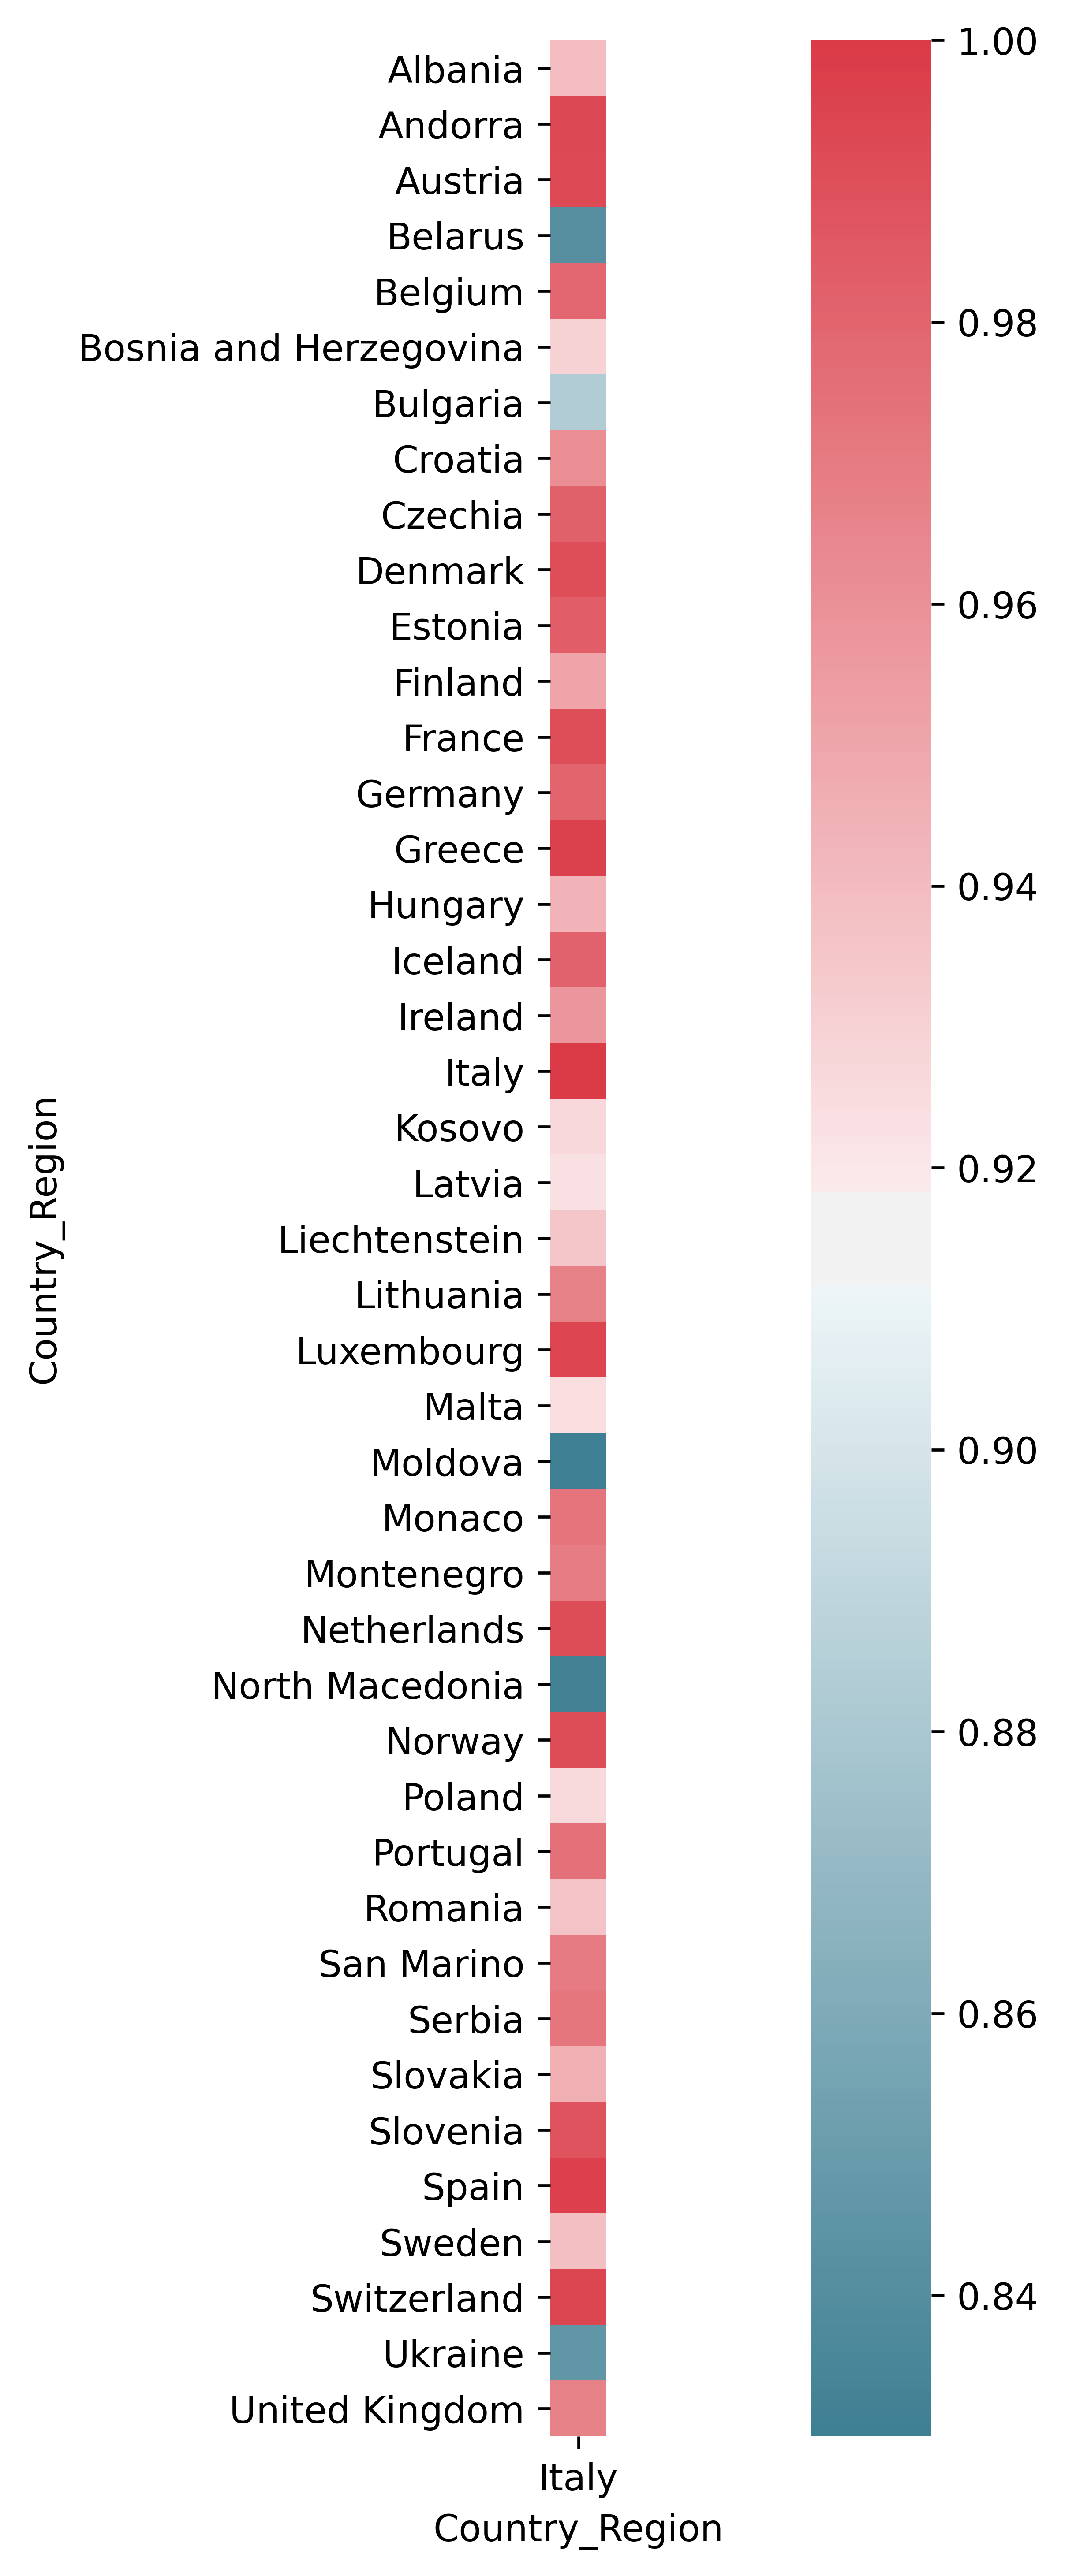 Albania
Andorra
Austria
Belarus
Belgium
Bosnia and Herzegovina
Bulgaria
Croatia
Czechia
Denmark
Estonia
Finland
France
Germany
Greece
Hungary
Iceland
Ireland
Italy
Kosovo
Latvia
Liechtenstein
Lithuania
Luxembourg
Malta
Moldova
Monaco
Montenegro
Netherlands
North Macedonia
Norway
Poland
Portugal
Romania
San Marino
Serbia
Slovakia
Slovenia
Spain
Sweden
Switzerland
Ukraine
United Kingdom
Country_Region
Italy
Country_Region
1.00
0.98
0.96
0.94
0.92
0.90
0.88
0.86
0.84